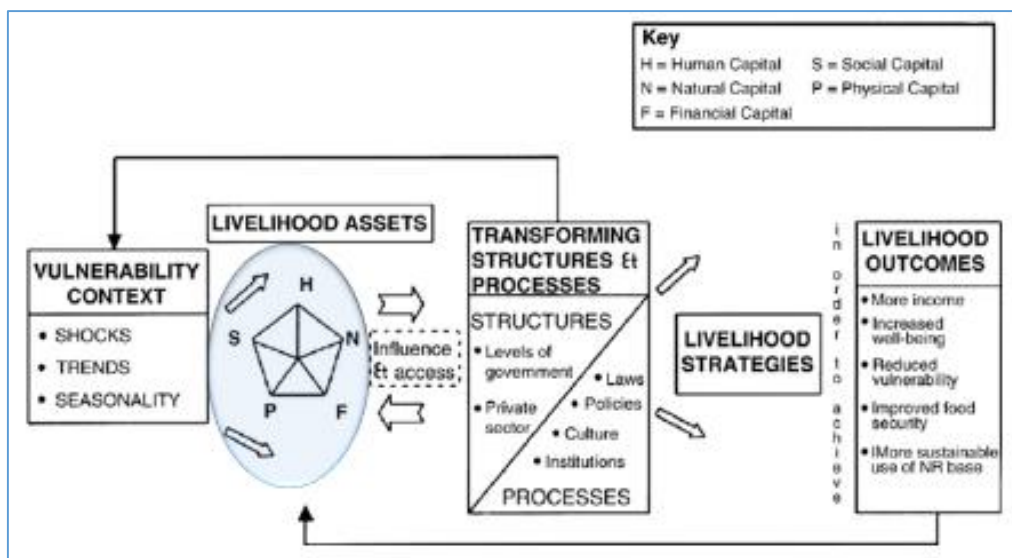 Key
H = Human Capital S = Social Capital
N = Natural Capital P = Physical Capital
F = Financial Capital
LIVELIHOOD ASSETS
VULNERABILITY
CONTEXT
• SHOCKS
• TRENDS
• SEASONALITY
H
S
N
P
F
Influence
& access
TRANSFORMING
STRUCTURES &
PROCESSES
STRUCTURES
• Levels of
government
• Private
sector
• Laws
• Policies
• Culture
• Institutions
PROCESSES
LIVELIHOOD
STRATEGIES
in order to achieve
LIVELIHOOD
OUTCOMES
• More income
• Increased
well-being
• Reduced
vulnerability
• Improved food
security
• IMore sustainable
use of NR base